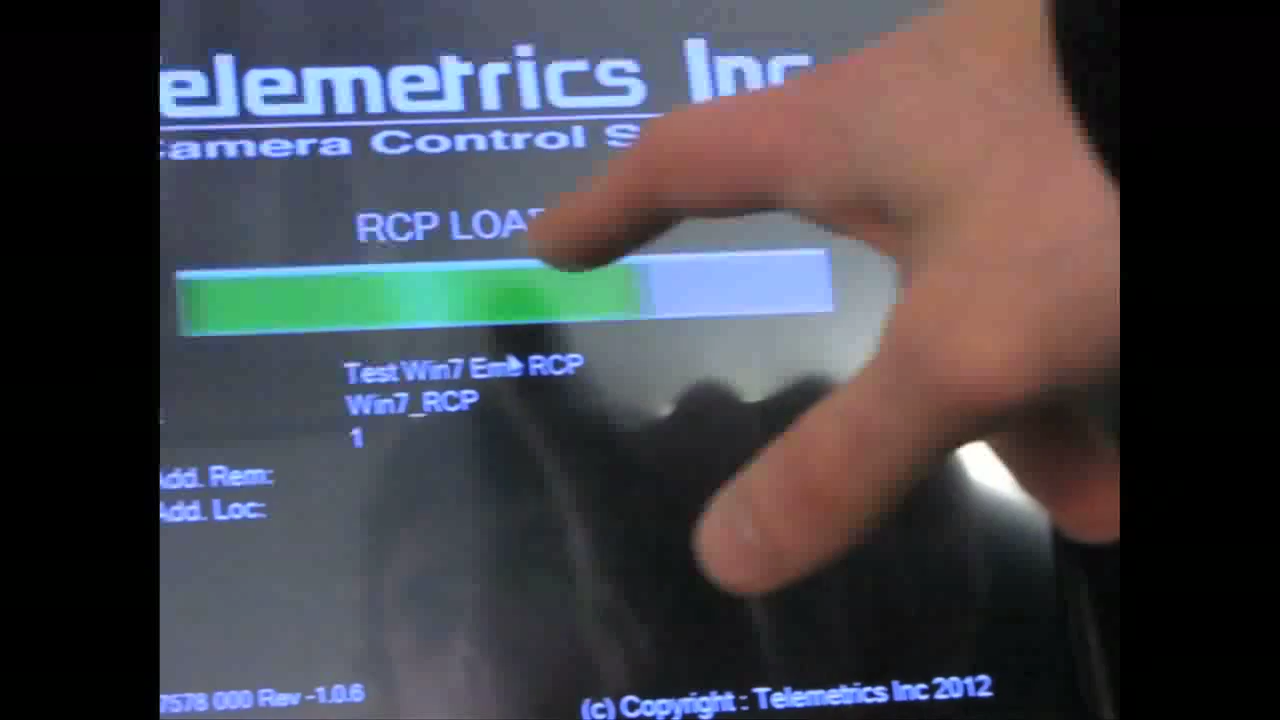 elemetrics Inc
amera Control S
RCP LOA
Test Win7 Emb RCP
Win7_RCP
1
Add. Rem:
Add. Loc:
7578 000 Rev -1.0.6
(c) Copyright : Telemetrics Inc 2012